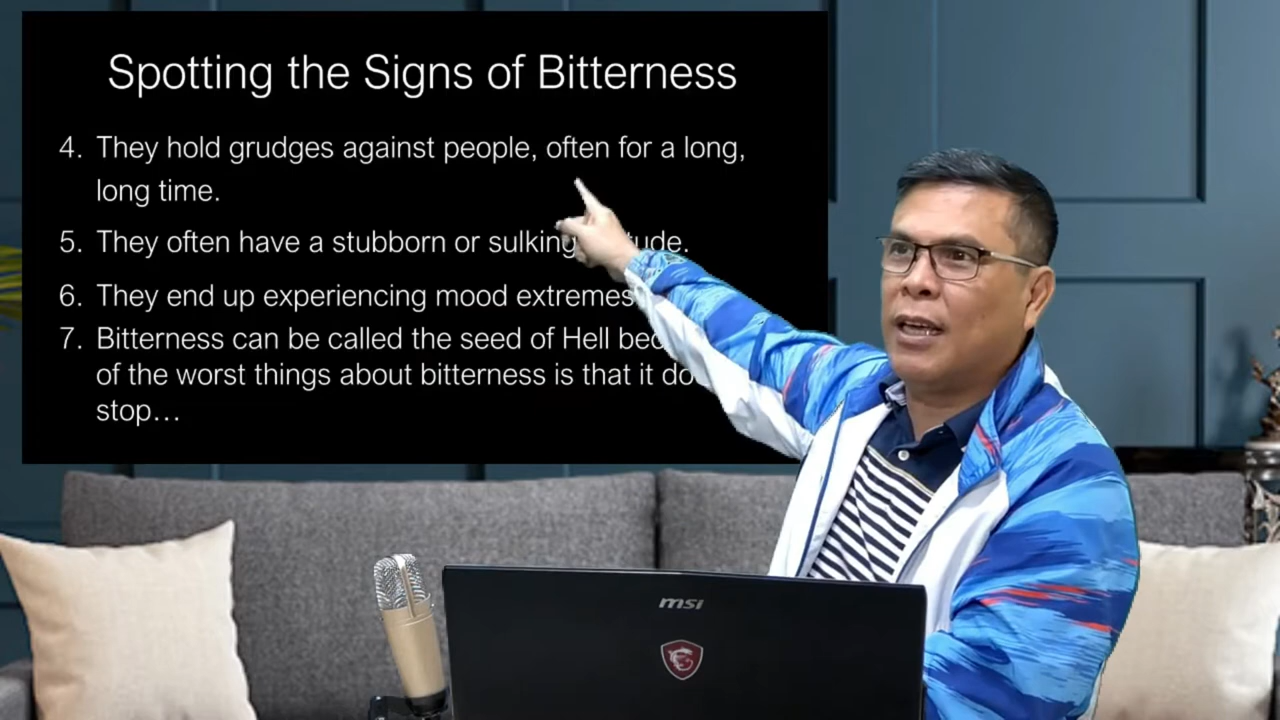 Spotting the Signs of Bitterness
4. They hold grudges against people, often for a long,
long time.
5. They often have a stubborn or sulking
6. They end up experiencing mood extremes
7. Bitterness can be called the seed of Hell
of the worst things about bitterness is that it
stop…
msi